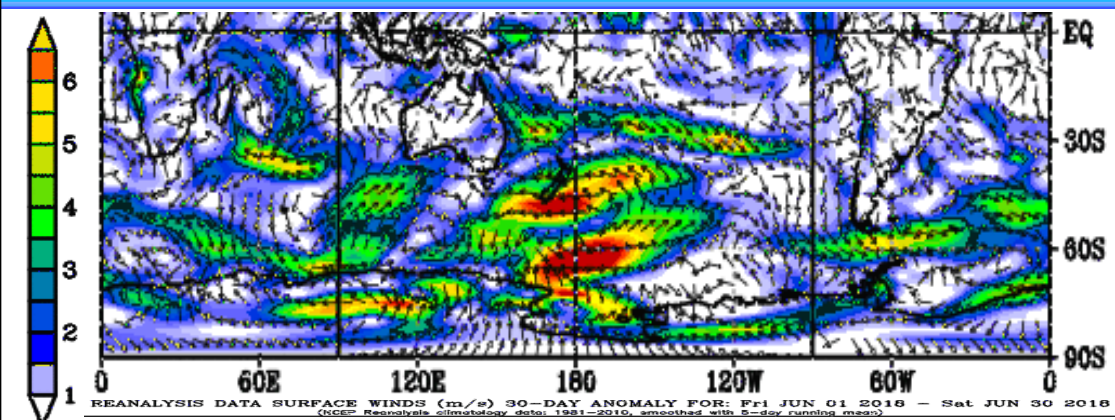 6
5
4
3
2
1
EQ
30S
60S
90S
0 60E 120E 180 120W 60W 0
REANALYSIS DATA SURFACE WINDS (m/s) 30-DAY ANOMALY FOR: Fri JUN 01 2018 - Sat JUN 30 2018
(NCEP Reanalysis climatology data: 1981-2010, smoothed with 5-day running mean)